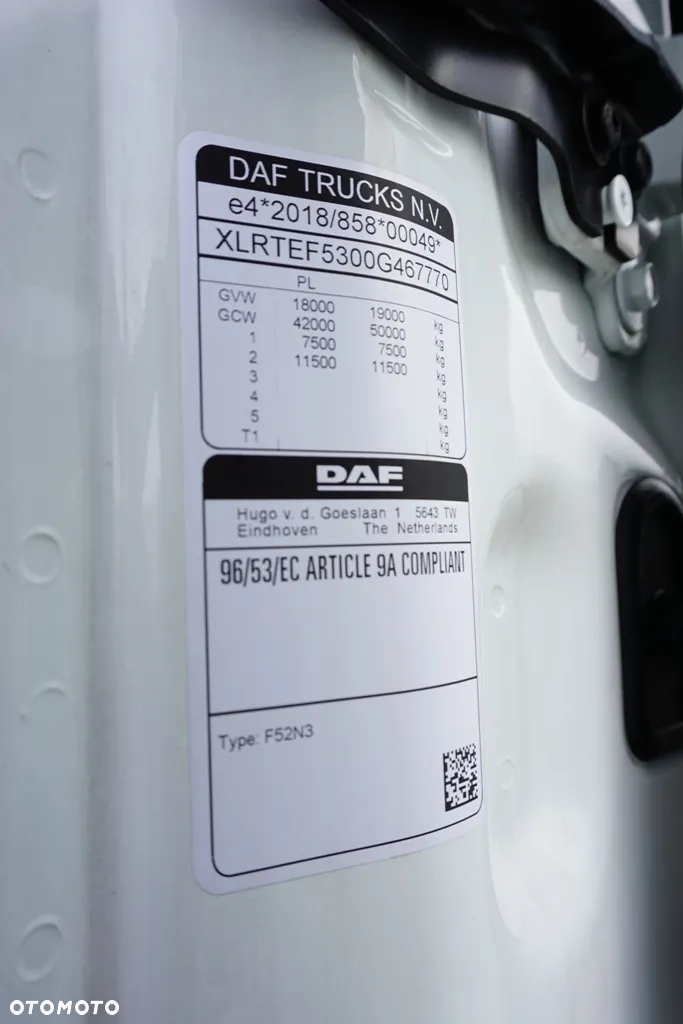 DAF TRUCKS N.V.
e4*2018/858*00049*
XLRTEF5300G467770
PL
GVW 18000 19000 kg
GCW 42000 50000 kg
1 7500 7500 kg
2 11500 11500 kg
3 kg
4 kg
5 kg
T1 kg
DAF
Hugo v. d. Goeslaan 1 5643 TW
Eindhoven The Netherlands
96/53/EC ARTICLE 9A COMPLIANT
Type: F52N3
OTOMOTO